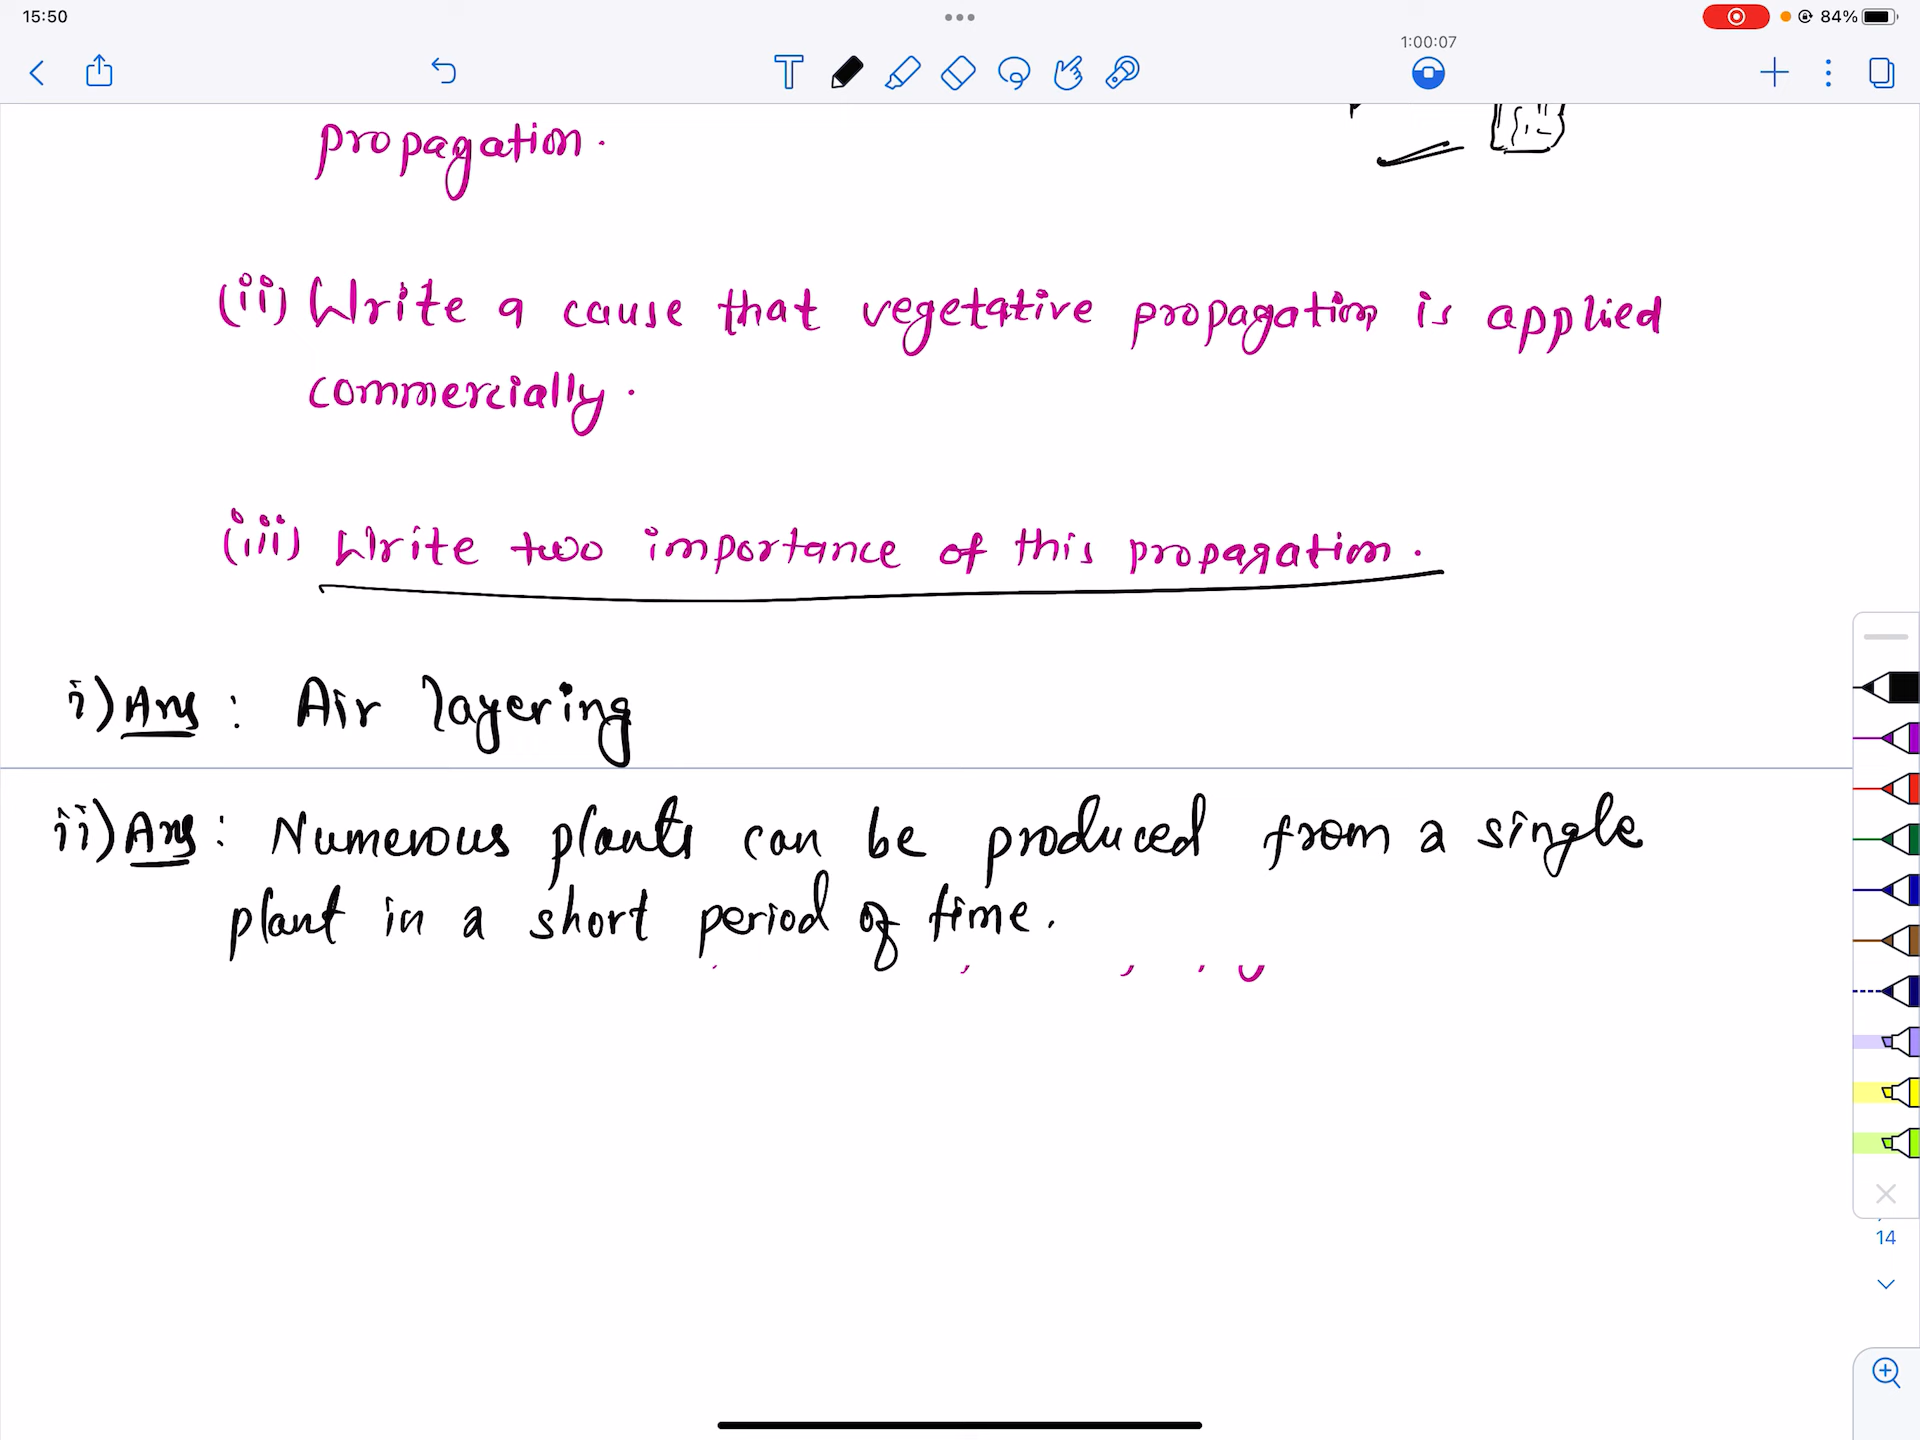 15:50
84%
1:00:07
propagation.
(ii) Write a cause that vegetative propagation is applied
commercially.
(iii) Write two importance of this propagation.
i) Ans: Air layering
ii) Ans: Numerous plants can be produced from a single
plant in a short period of time.
14